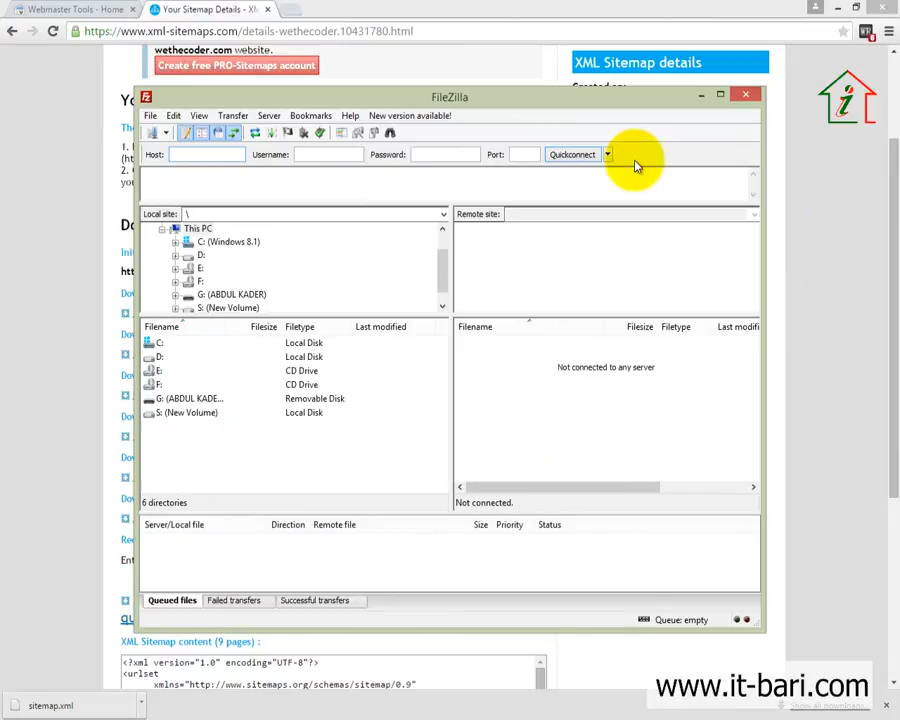 Webmaster Tools - Home
Your Sitemap Details - XM
https://www.xml-sitemaps.com/details-wethecoder.10431780.html
wethecoder.com website.
Create free PRO-Sitemaps account
XML Sitemap details
FileZilla
File Edit View Transfer Server Bookmarks Help New version available!
Host: Username: Password: Port: Quickconnect
Local site: \
Remote site:
This PC
C: (Windows 8.1)
D:
E:
F:
G: (ABDUL KADER)
S: (New Volume)
Filename Filesize Filetype Last modified
C: Local Disk
D: Local Disk
E: CD Drive
F: CD Drive
G: (ABDUL KADE... Removable Disk
S: (New Volume) Local Disk
6 directories
Filename Filesize Filetype Last modifi
Not connected to any server
Not connected.
Server/Local file Direction Remote file Size Priority Status
Queued files Failed transfers Successful transfers
Queue: empty
XML Sitemap content (9 pages) :
<?xml version="1.0" encoding="UTF-8"?>
<urlset
xmlns="http://www.sitemaps.org/schemas/sitemap/0.9"
www.it-bari.com
sitemap.xml
Show all downloads...